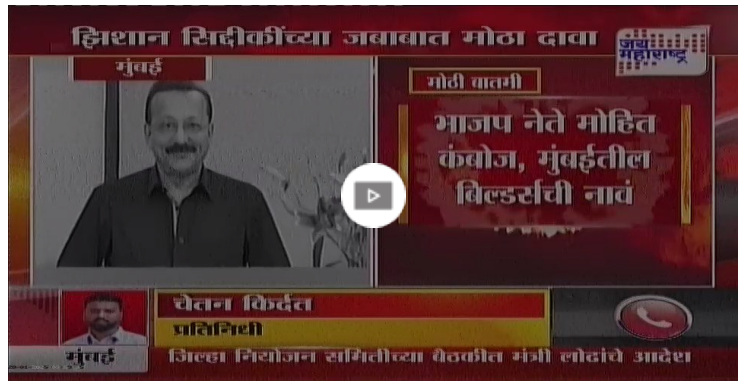 झिशान सिद्दीकींच्या जबाबात मोठा दावा
जय
महाराष्ट्र
मुंबई
मोठी बातमी
भाजप नेते मोहित
कंबोज, मुंबईतील
बिल्डर्सची नावं
चेतन किर्दत
प्रतिनिधी
मुंबई
जिल्हा नियोजन समितीच्या बैठकीत मंत्री लोढांचे आदेश